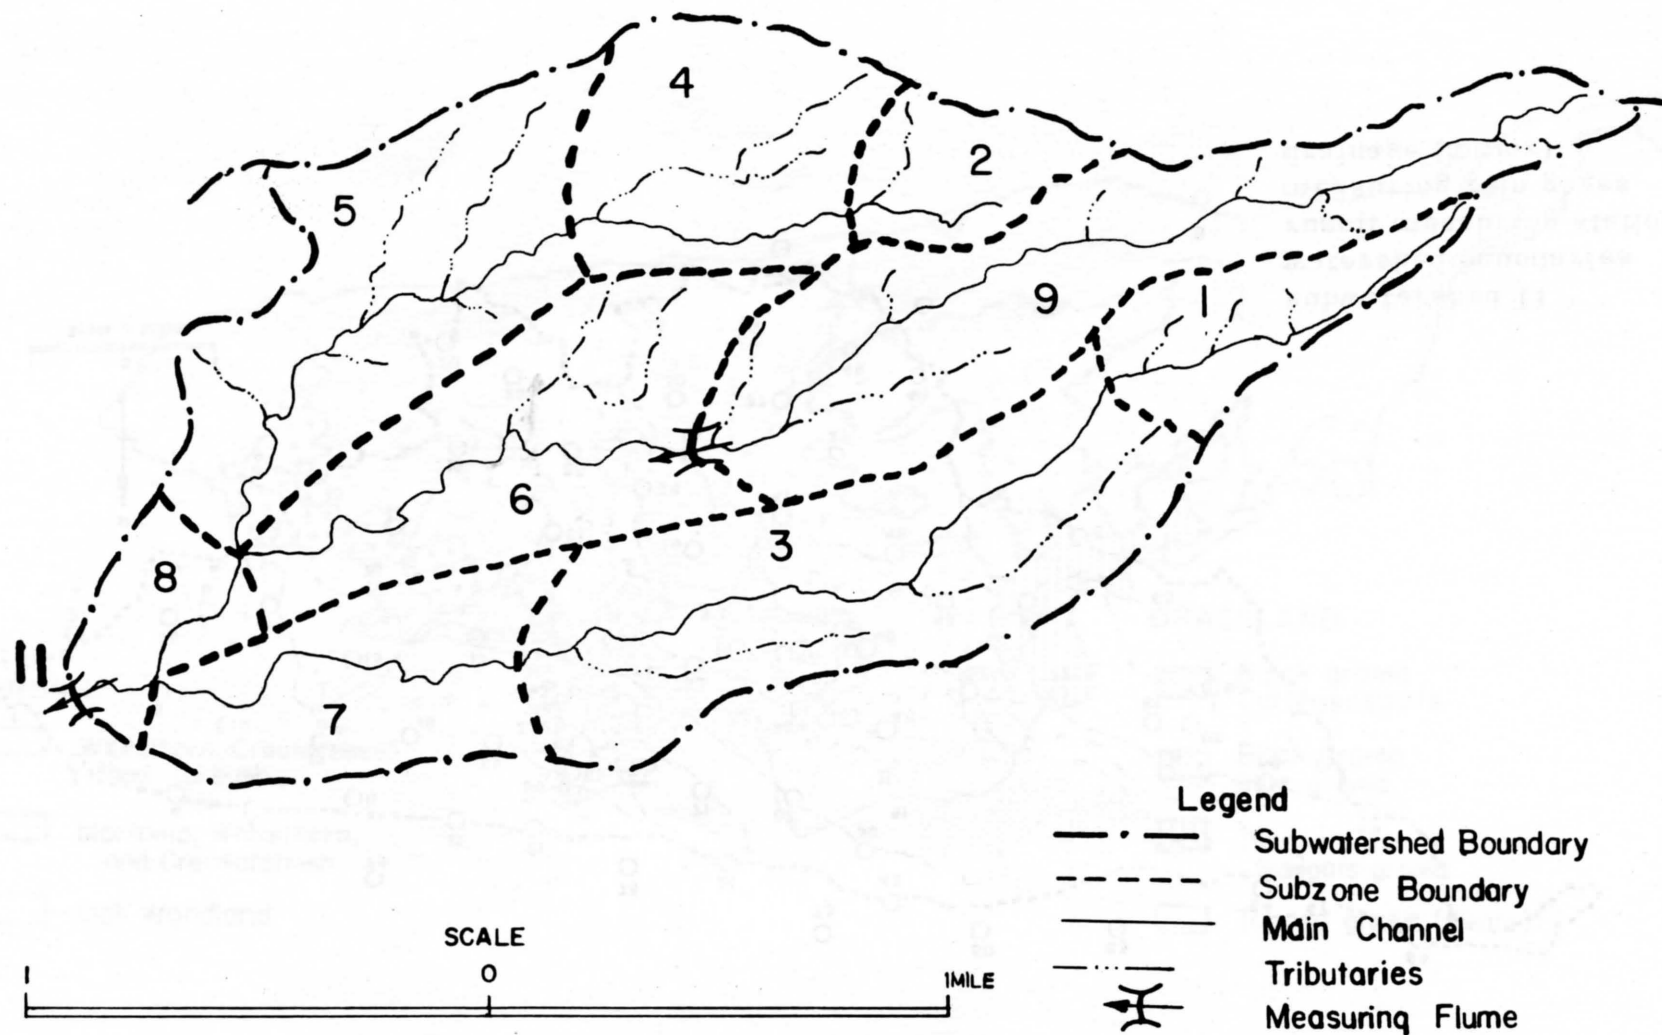 4
2
5
9
1
6
3
8
11
7
Legend
Subwatershed Boundary
Subzone Boundary
Main Channel
Tributaries
Measuring Flume
SCALE
1 0 1MILE